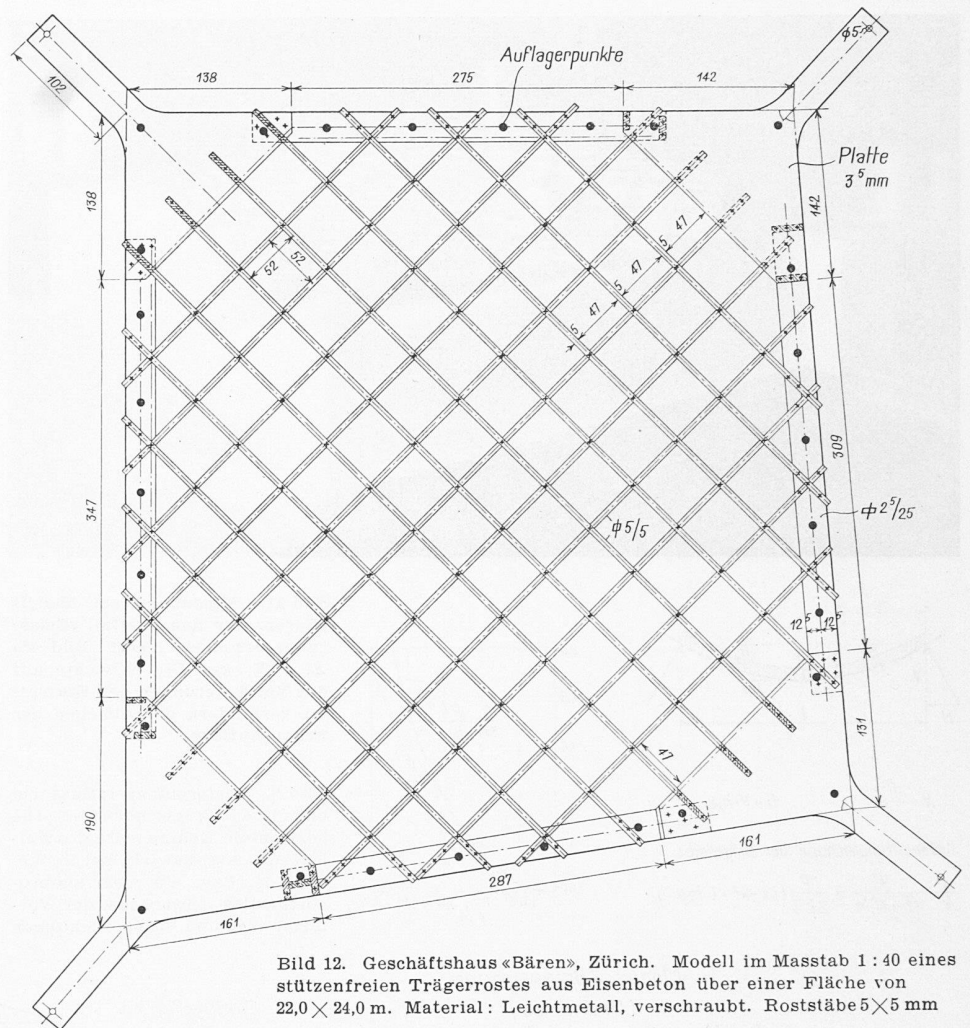 ϕ5
102
138
275
142
Auflagerpunkte
Platte
3⁵ mm
138
142
47
5
52
52
47
5
47
5
309
347
ϕ5/5
ϕ2⁵/25
12⁵
12⁵
131
47
190
161
287
161
Bild 12. Geschäftshaus «Bären», Zürich. Modell im Masstab 1 : 40 eines
stützenfreien Trägerrostes aus Eisenbeton über einer Fläche von
22,0 × 24,0 m. Material : Leichtmetall, verschraubt. Roststäbe 5 × 5 mm